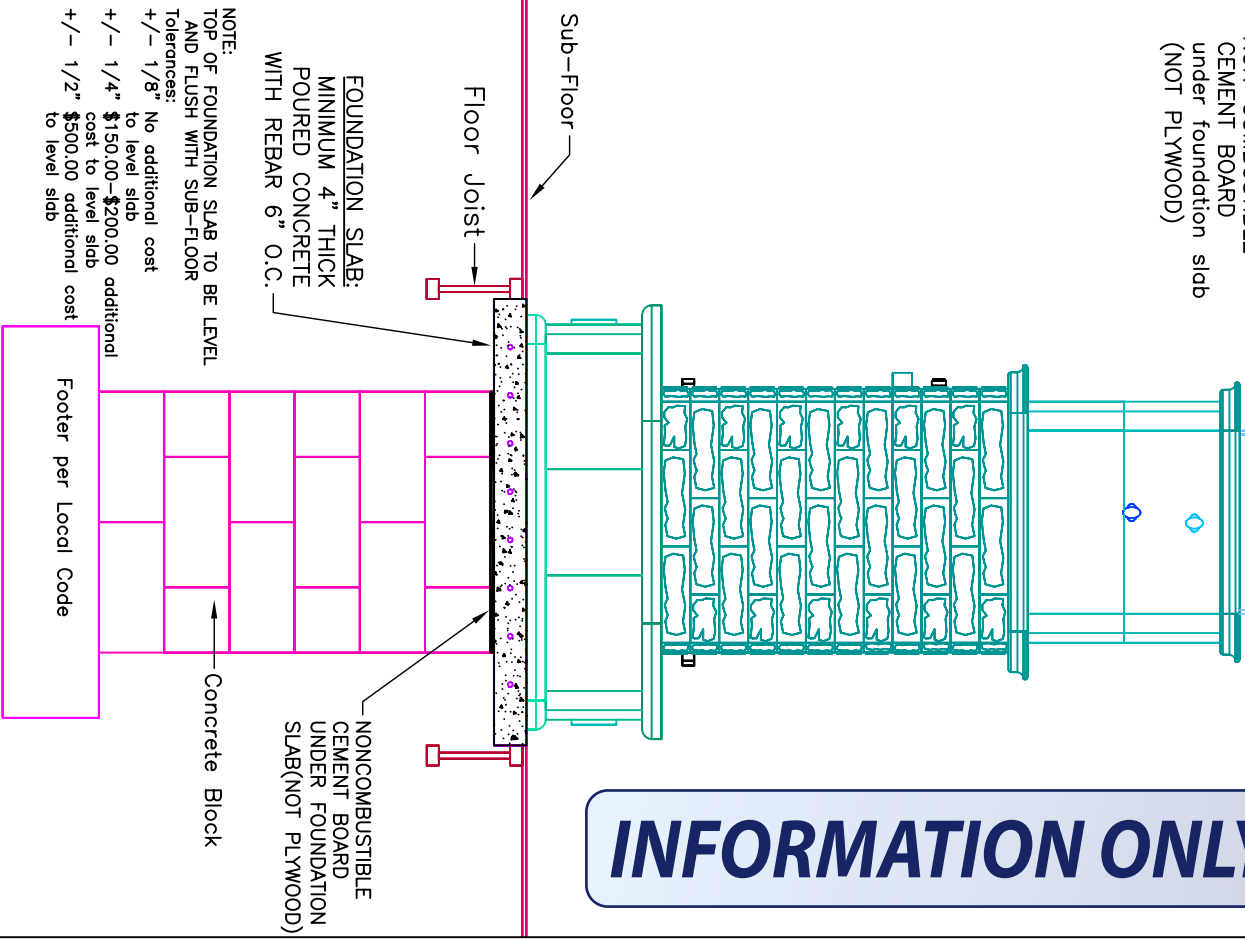 CEMENT BOARD
under foundation slab
(NOT PLYWOOD)
Sub-Floor
Floor Joist
FOUNDATION SLAB:
MINIMUM 4" THICK
POURED CONCRETE
WITH REBAR 6" O.C.
NOTE:
TOP OF FOUNDATION SLAB TO BE LEVEL
AND FLUSH WITH SUB-FLOOR
Tolerances:
+/- 1/8" No additional cost
to level slab
+/- 1/4" $150.00-$200.00 additional
cost to level slab
+/- 1/2" $500.00 additional cost
to level slab
Footer per Local Code
Concrete Block
NONCOMBUSTIBLE
CEMENT BOARD
UNDER FOUNDATION
SLAB(NOT PLYWOOD)
INFORMATION ONLY